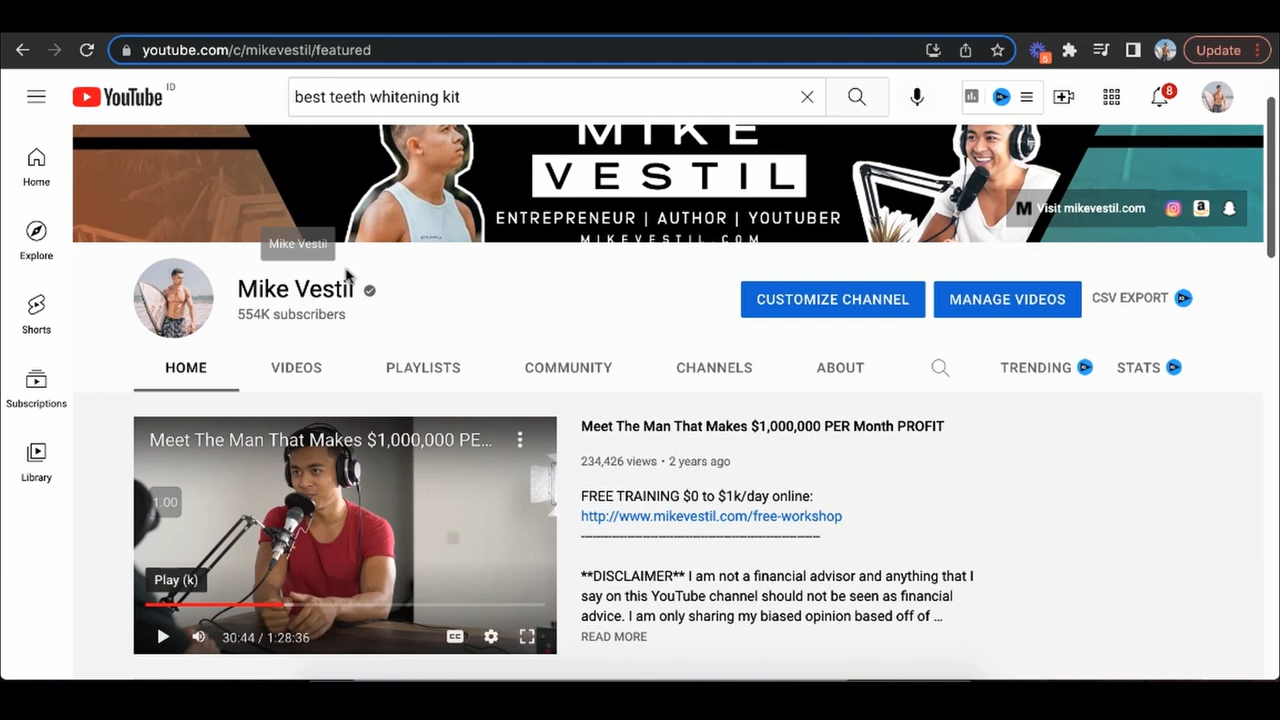 youtube.com/c/mikevestil/featured
5
Update
YouTube
ID
best teeth whitening kit
8
Home
Explore
Shorts
Subscriptions
Library
MIKE
VESTIL
ENTREPRENEUR | AUTHOR | YOUTUBER
MIKEVESTIL.COM
M Visit mikevestil.com
Mike Vestil
Mike Vestil
554K subscribers
CUSTOMIZE CHANNEL
MANAGE VIDEOS
CSV EXPORT
HOME
VIDEOS
PLAYLISTS
COMMUNITY
CHANNELS
ABOUT
TRENDING
STATS
Meet The Man That Makes $1,000,000 PE...
1.00
Play (k)
30:44 / 1:28:36
CC
Meet The Man That Makes $1,000,000 PER Month PROFIT
234,426 views • 2 years ago
FREE TRAINING $0 to $1k/day online:
http://www.mikevestil.com/free-workshop
------------------------------------------------------------
**DISCLAIMER** I am not a financial advisor and anything that I
say on this YouTube channel should not be seen as financial
advice. I am only sharing my biased opinion based off of ...
READ MORE